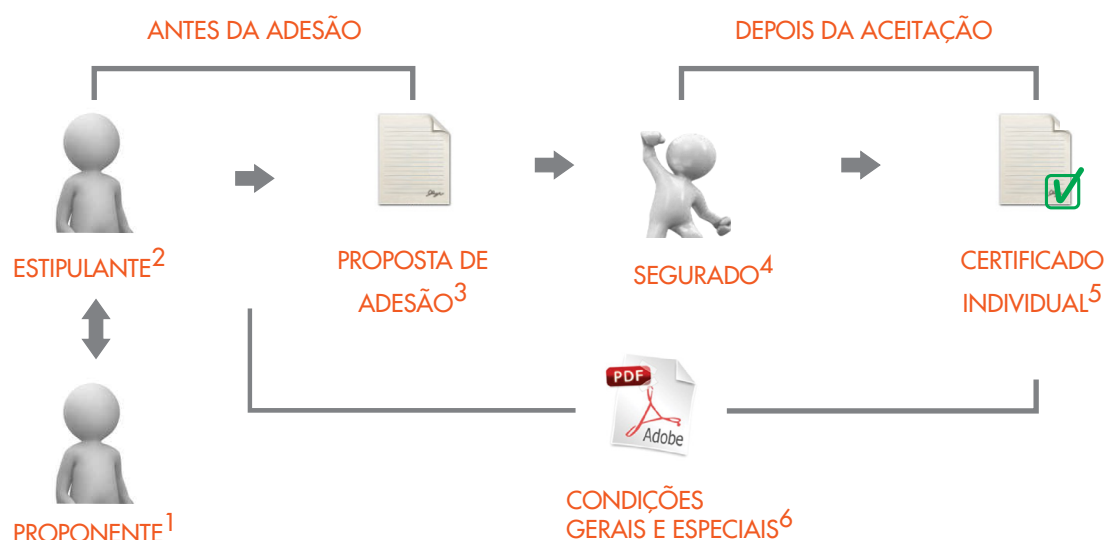 ANTES DA ADESÃO
DEPOIS DA ACEITAÇÃO
ESTIPULANTE2
PROPOSTA DE
ADESÃO3
SEGURADO4
CERTIFICADO
INDIVIDUAL5
PDF
Adobe
PROPONENTE1
CONDIÇÕES
GERAIS E ESPECIAIS6